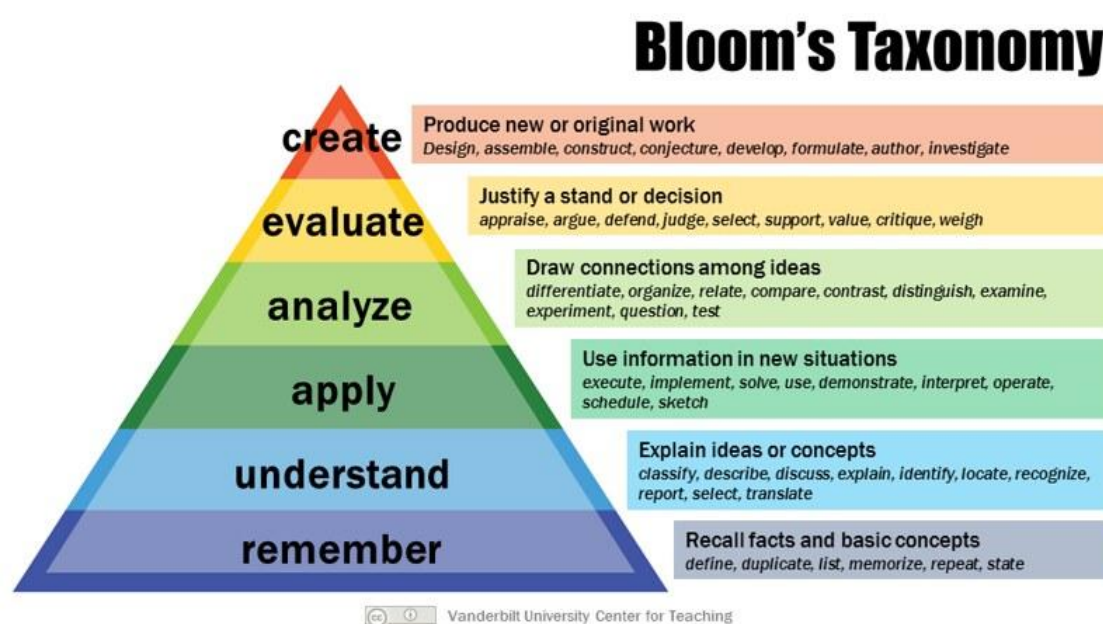 Bloom's Taxonomy
create
Produce new or original work
Design, assemble, construct, conjecture, develop, formulate, author, investigate
evaluate
Justify a stand or decision
appraise, argue, defend, judge, select, support, value, critique, weigh
analyze
Draw connections among ideas
differentiate, organize, relate, compare, contrast, distinguish, examine,
experiment, question, test
apply
Use information in new situations
execute, implement, solve, use, demonstrate, interpret, operate,
schedule, sketch
understand
Explain ideas or concepts
classify, describe, discuss, explain, identify, locate, recognize,
report, select, translate
remember
Recall facts and basic concepts
define, duplicate, list, memorize, repeat, state
cc Vanderbilt University Center for Teaching